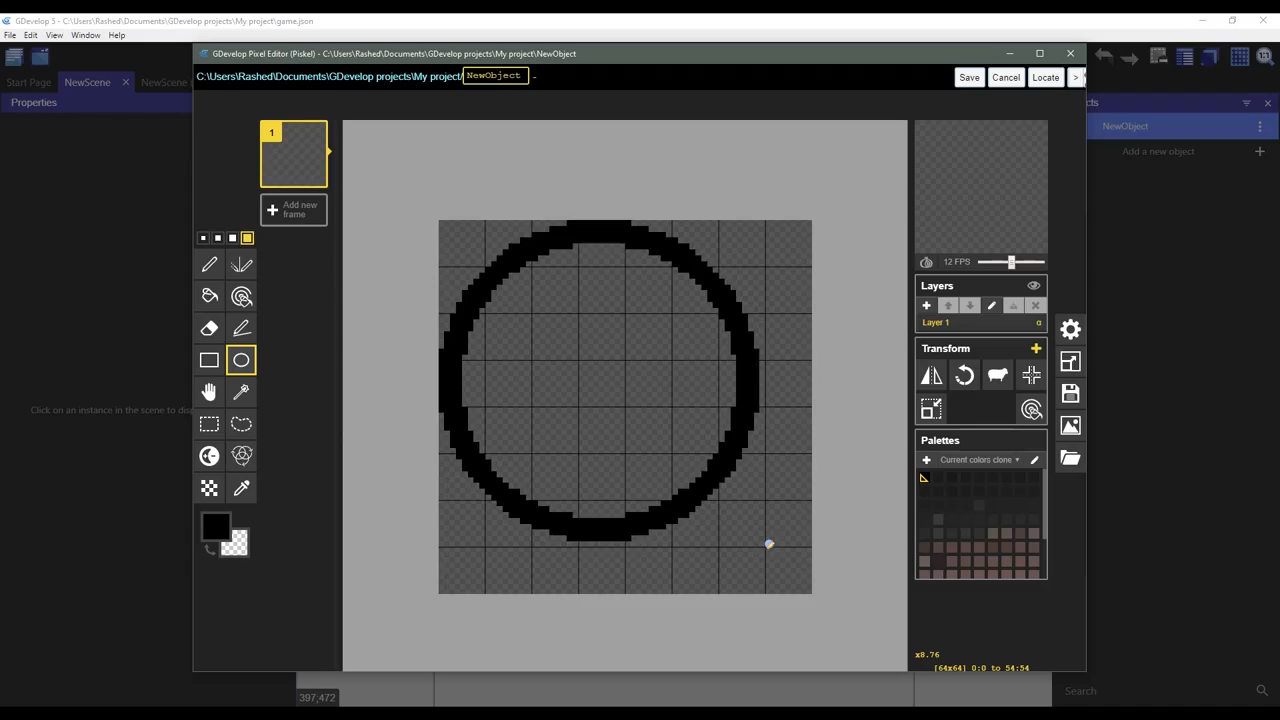 GDevelop 5 - C:\Users\Rashed\Documents\GDevelop projects\My project\game.json
File Edit View Window Help
GDevelop Pixel Editor (Piskel) - C:\Users\Rashed\Documents\GDevelop projects\My project\NewObject
C:\Users\Rashed\Documents\GDevelop projects\My project/ NewObject -
Save Cancel Locate >
Start Page NewScene × NewScene
Properties
cts
NewObject
Add a new object +
1
Add new
frame
12 FPS
Layers
Layer 1 α
Transform
Palettes
Current colors clone
Click on an instance in the scene to disp
x8.76
[64x64] 0:0 to 54:54
397;472
Search